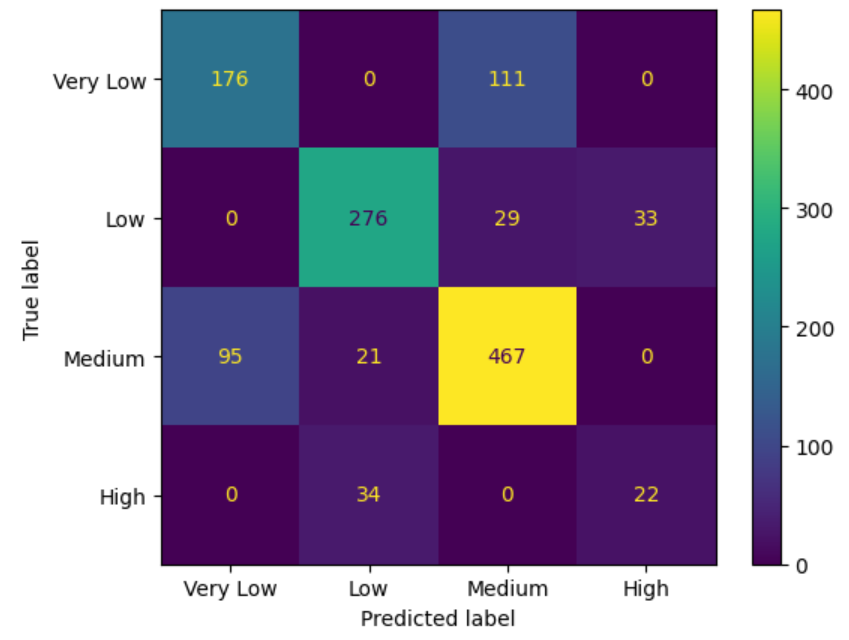 Very Low 176 0 111 0
Low 0 276 29 33
Medium 95 21 467 0
High 0 34 0 22
Very Low Low Medium High
Predicted label
True label
400
300
200
100
0